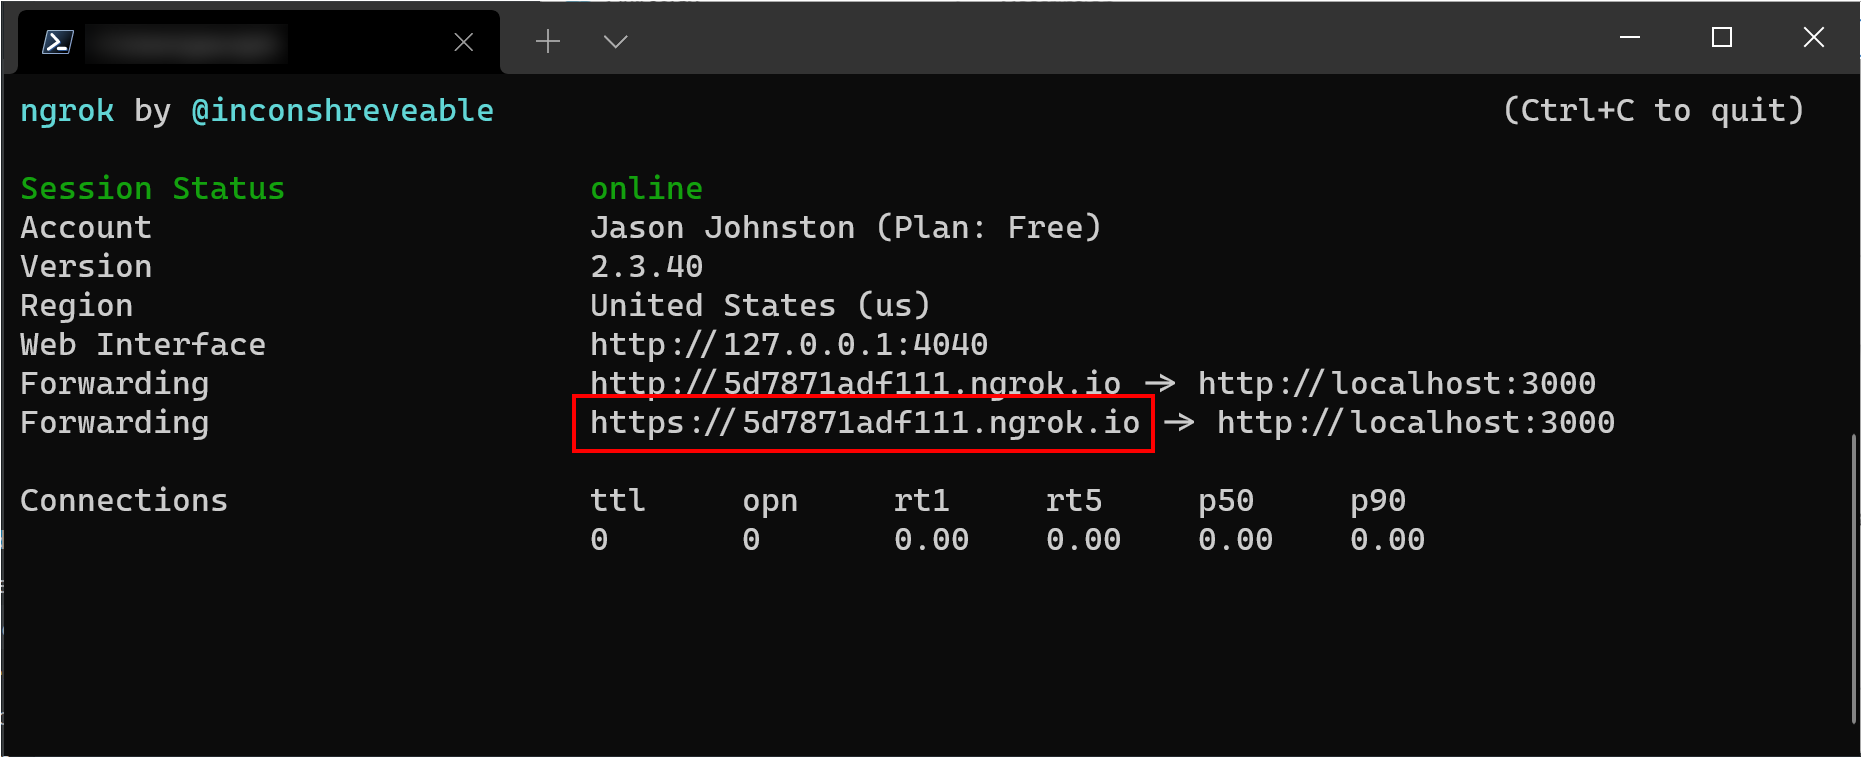 ngrok by @inconshreveable (Ctrl+C to quit)
Session Status online
Account Jason Johnston (Plan: Free)
Version 2.3.40
Region United States (us)
Web Interface http://127.0.0.1:4040
Forwarding http://5d7871adf111.ngrok.io → http://localhost:3000
Forwarding https://5d7871adf111.ngrok.io → http://localhost:3000
Connections ttl opn rt1 rt5 p50 p90
0 0 0.00 0.00 0.00 0.00